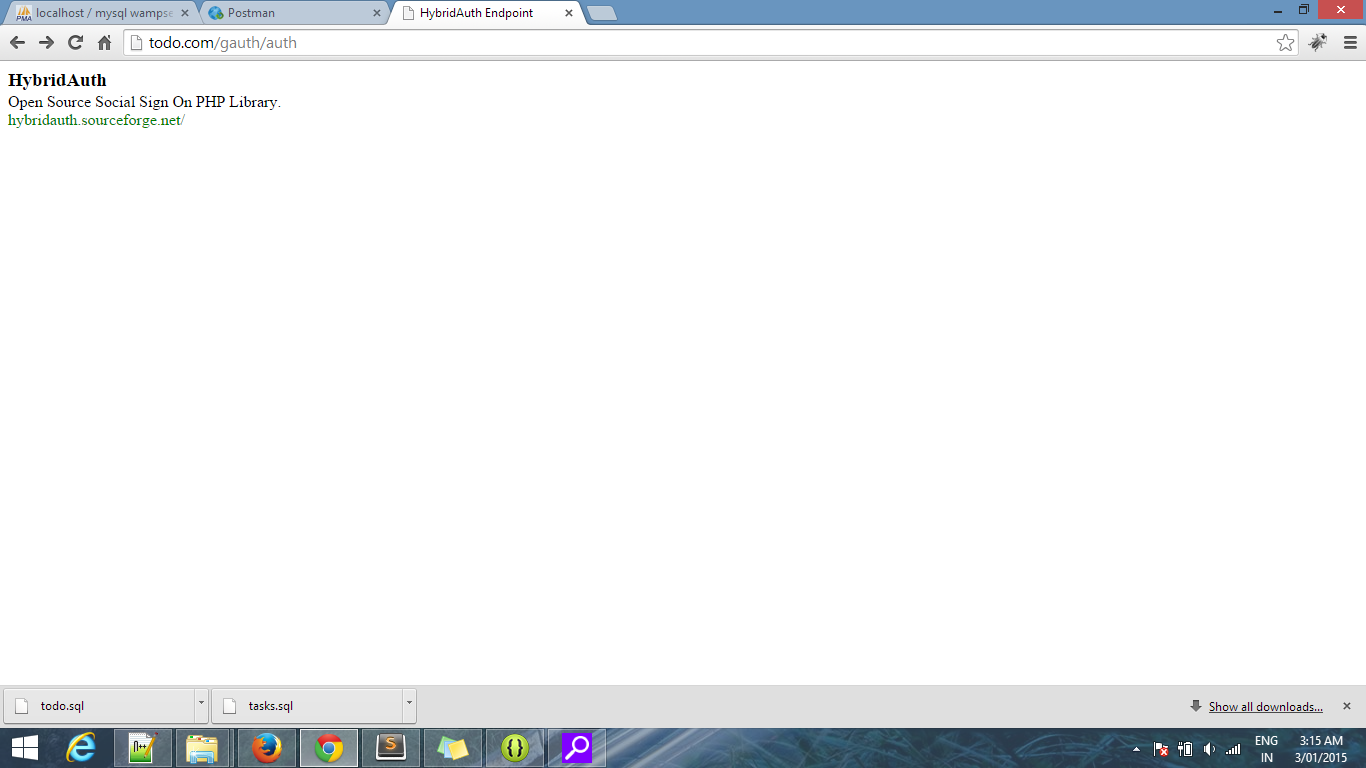 localhost / mysql wampse
Postman
HybridAuth Endpoint
todo.com/gauth/auth
HybridAuth
Open Source Social Sign On PHP Library.
hybridauth.sourceforge.net/
todo.sql
tasks.sql
Show all downloads...
ENG
3:15 AM
IN
3/01/2015